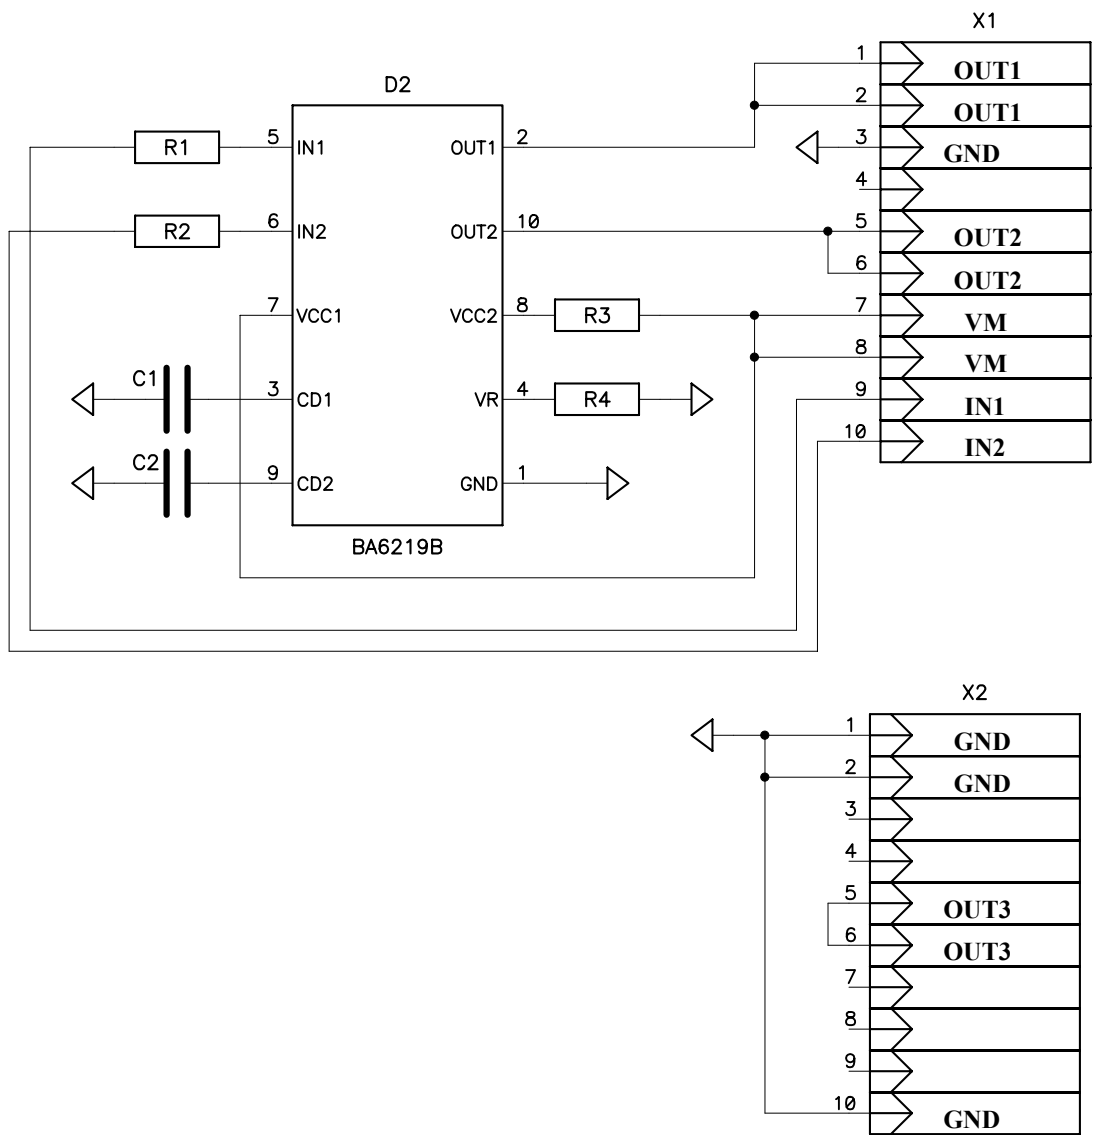 X1
1 OUT1
2 OUT1
3 GND
4
5 OUT2
6 OUT2
7 VM
8 VM
9 IN1
10 IN2
D2
R1 5 IN1 OUT1 2
R2 6 IN2 OUT2 10
7 VCC1 VCC2 8 R3
C1 3 CD1 VR 4 R4
C2 9 CD2 GND 1
BA6219B
X2
1 GND
2 GND
3
4
5 OUT3
6 OUT3
7
8
9
10 GND